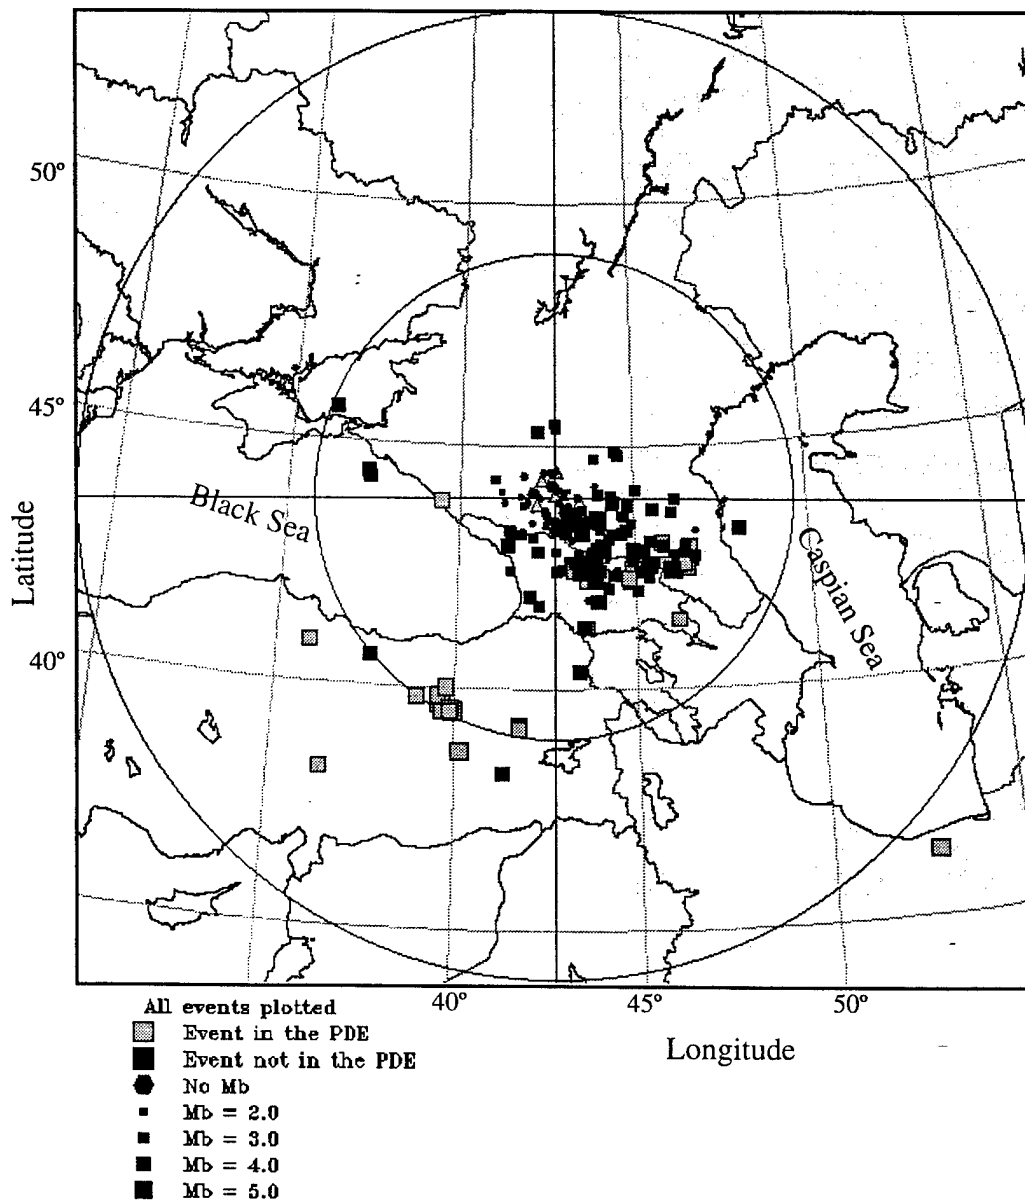 50°
45°
Black Sea
Caspian Sea
Latitude
40°
40°
45°
50°
Longitude
All events plotted
Event in the PDE
Event not in the PDE
No Mb
Mb = 2.0
Mb = 3.0
Mb = 4.0
Mb = 5.0